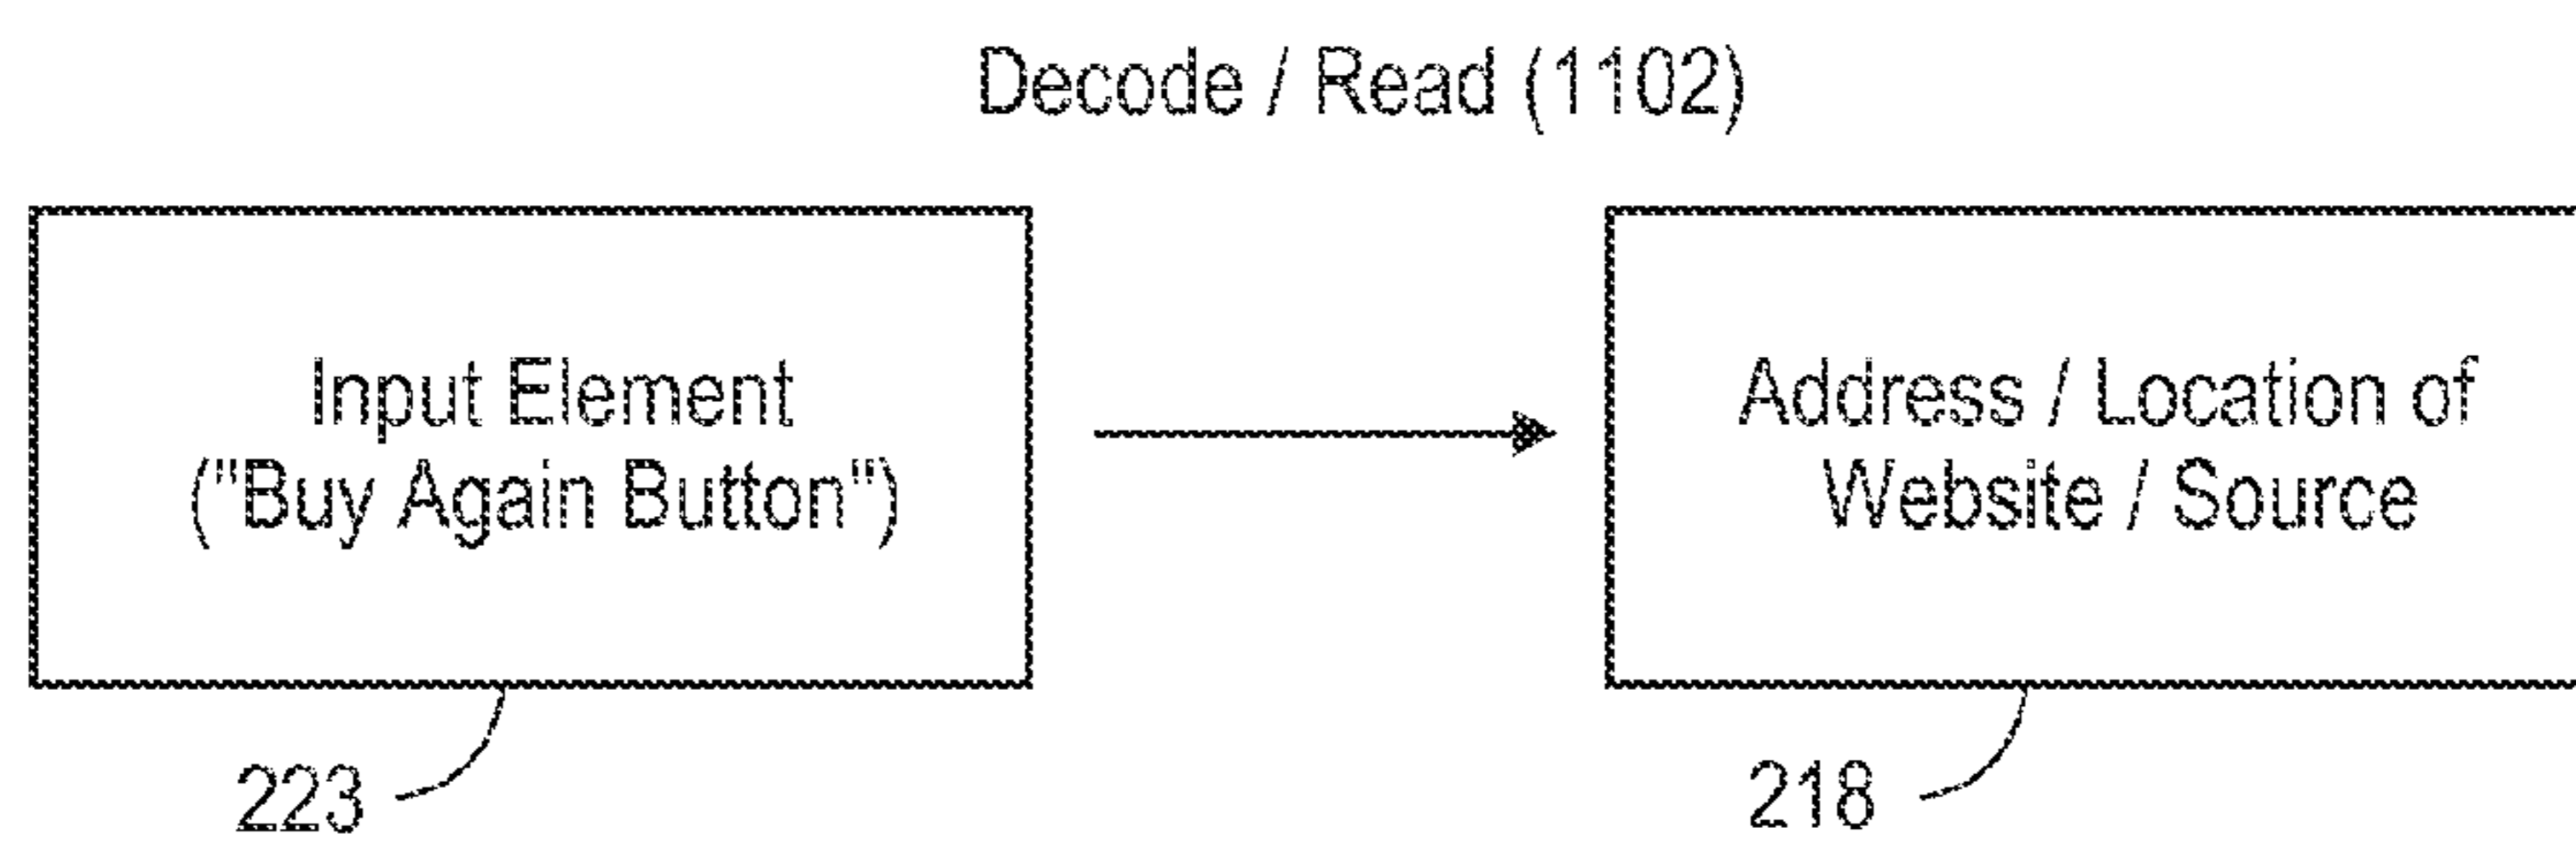 Decode / Read (1102)
Input Element
("Buy Again Button")
Address / Location of
Website / Source
223
218